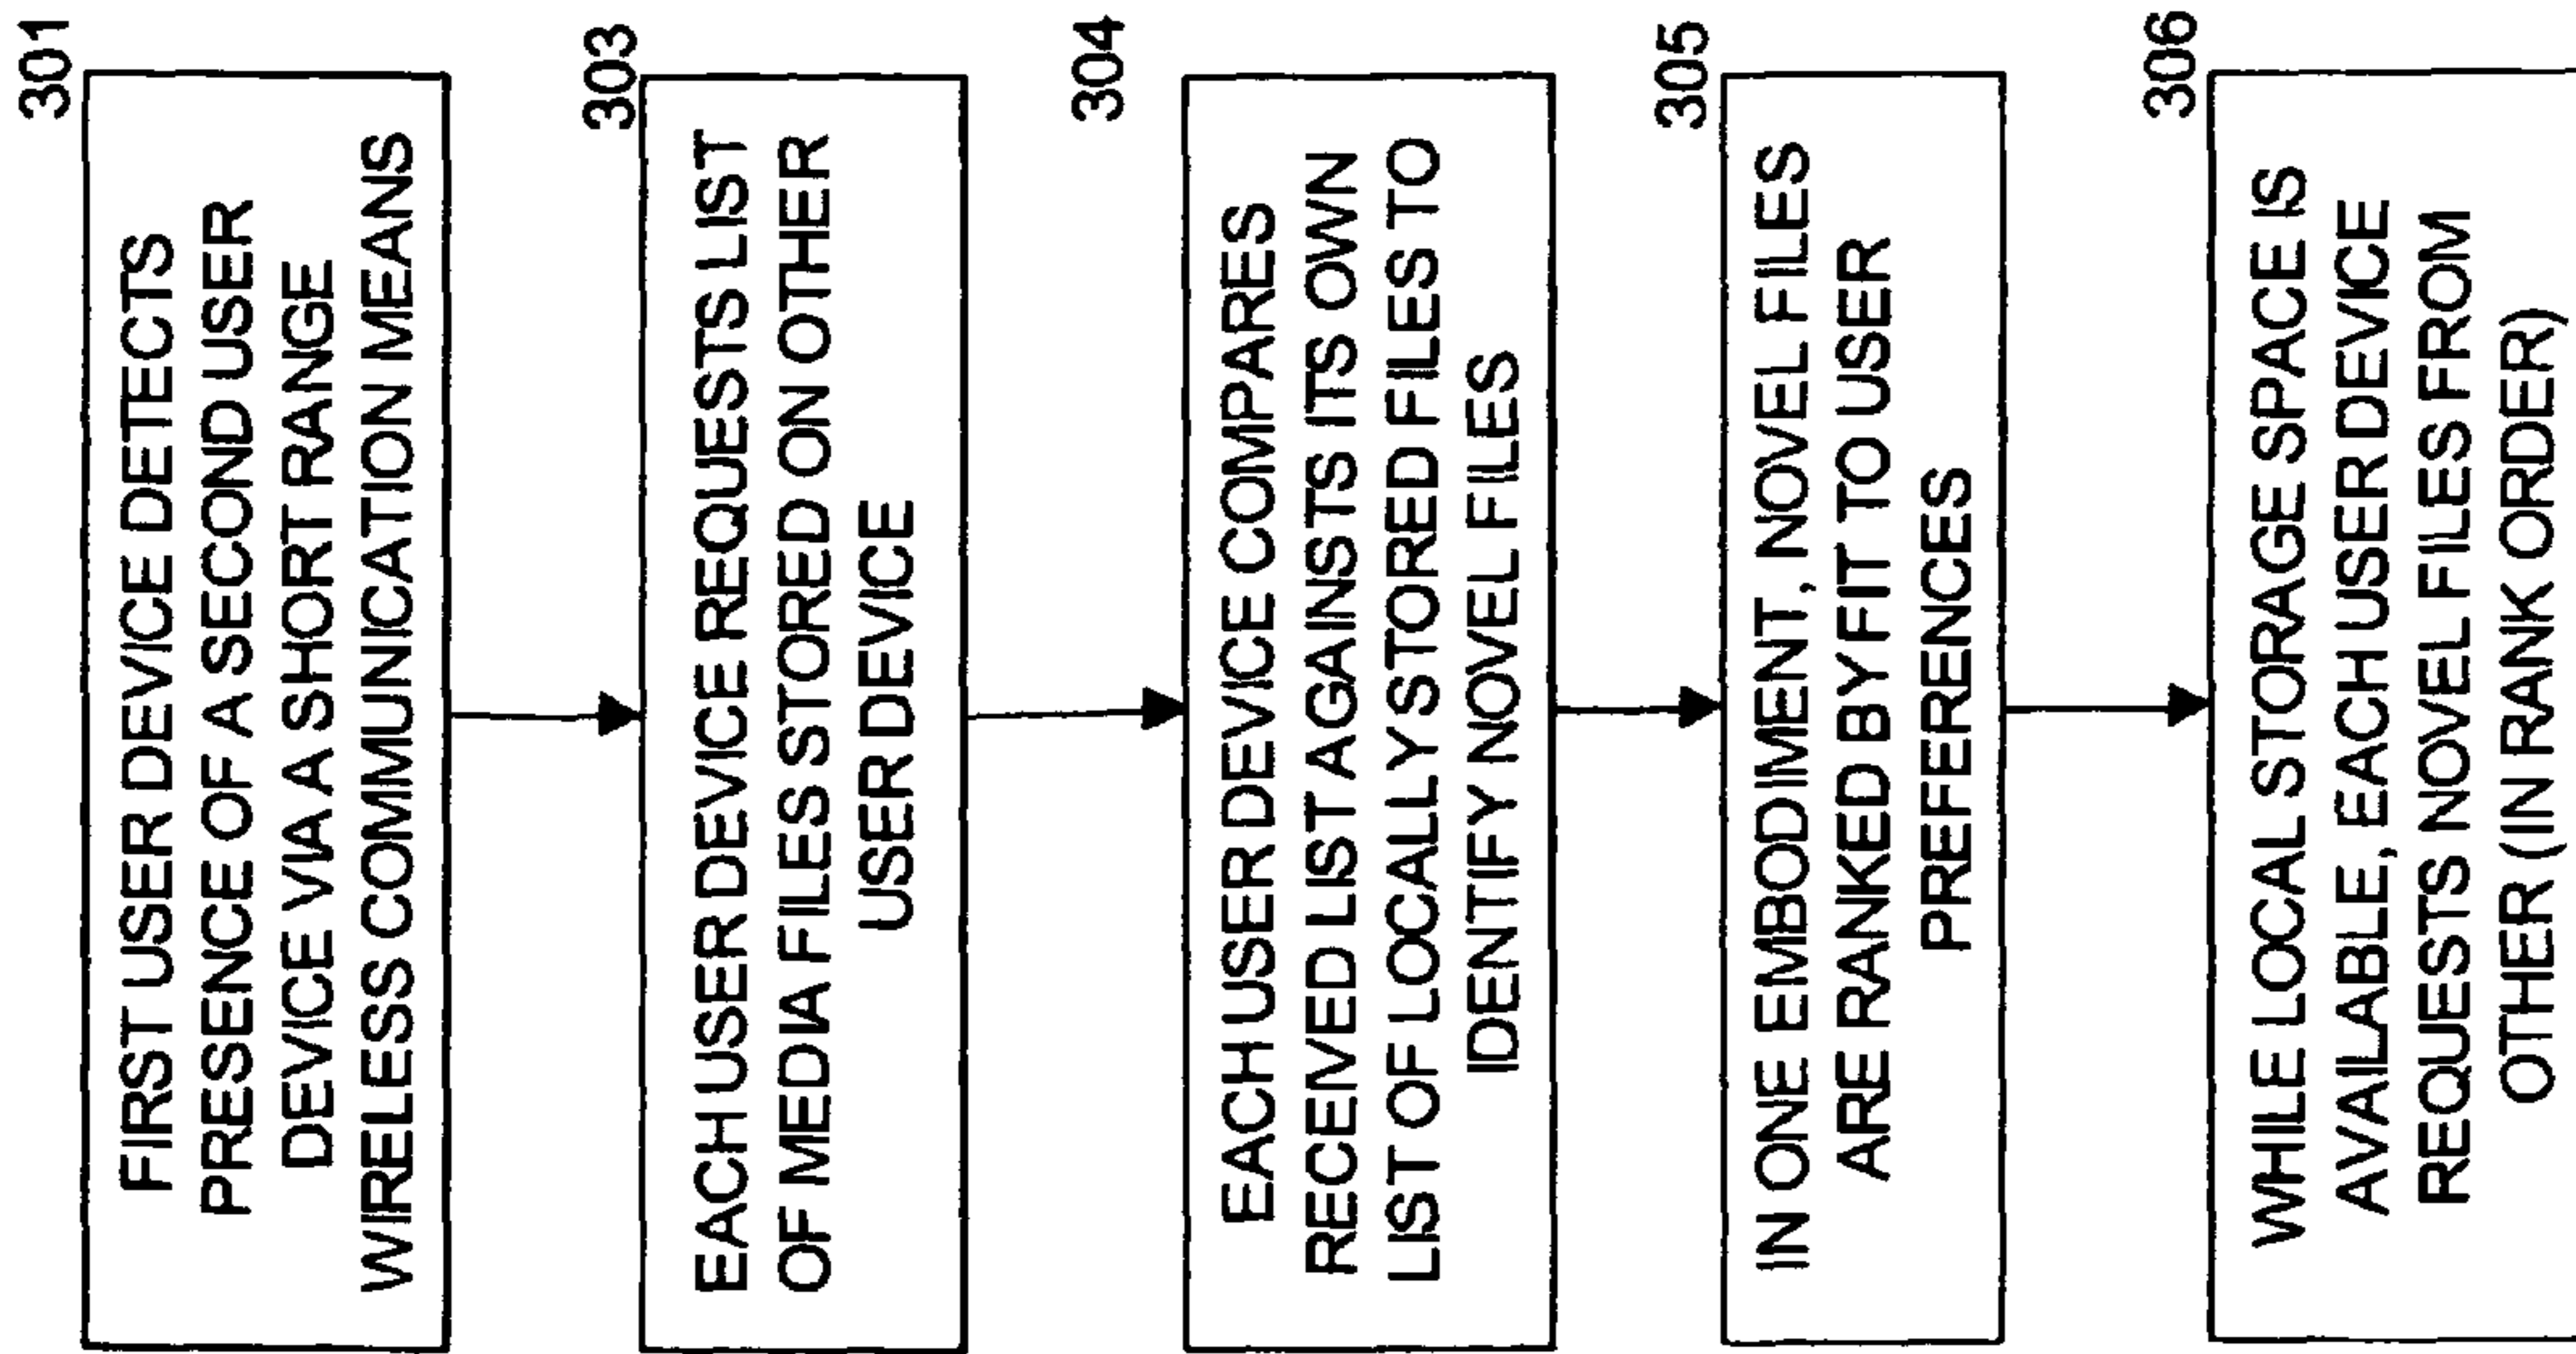 301
FIRST USER DEVICE DETECTS
PRESENCE OF A SECOND USER
DEVICE VIA A SHORT RANGE
WIRELESS COMMUNICATION MEANS
303
EACH USER DEVICE REQUESTS LIST
OF MEDIA FILES STORED ON OTHER
USER DEVICE
304
EACH USER DEVICE COMPARES
RECEIVED LIST AGAINSTS ITS OWN
LIST OF LOCALLY STORED FILES TO
IDENTIFY NOVEL FILES
305
IN ONE EMBODIMENT, NOVEL FILES
ARE RANKED BY FIT TO USER
PREFERENCES
306
WHILE LOCAL STORAGE SPACE IS
AVAILABLE, EACH USER DEVICE
REQUESTS NOVEL FILES FROM
OTHER (IN RANK ORDER)